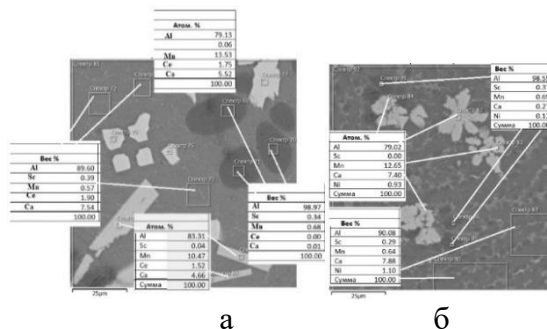 Атом. %
Al 79.13
0.06
Mn 13.53
Ce 1.75
Ca 5.52
100.00
Вес %
Al 89.60
Sc 0.39
Mn 0.57
Ce 1.90
Ca 7.54
100.00
Атом. %
Al 83.31
Sc 0.04
Mn 10.47
Ce 1.52
Ca 4.66
Сумма 100.00
Вес %
Al 98.97
Sc 0.34
Mn 0.68
Ce 0.00
Ca 0.01
100.00
25μm
а
Вес %
Al
Sc
Mn
Ca
Ni
Сумма
Атом. %
Al 79.02
Sc 0.00
Mn 12.65
Ca 7.40
Ni 0.93
Сумма 100.00
Вес %
Al 90.08
Sc 0.29
Mn 0.64
Ca 7.88
Ni 1.10
Сумма 100.00
25μm
б